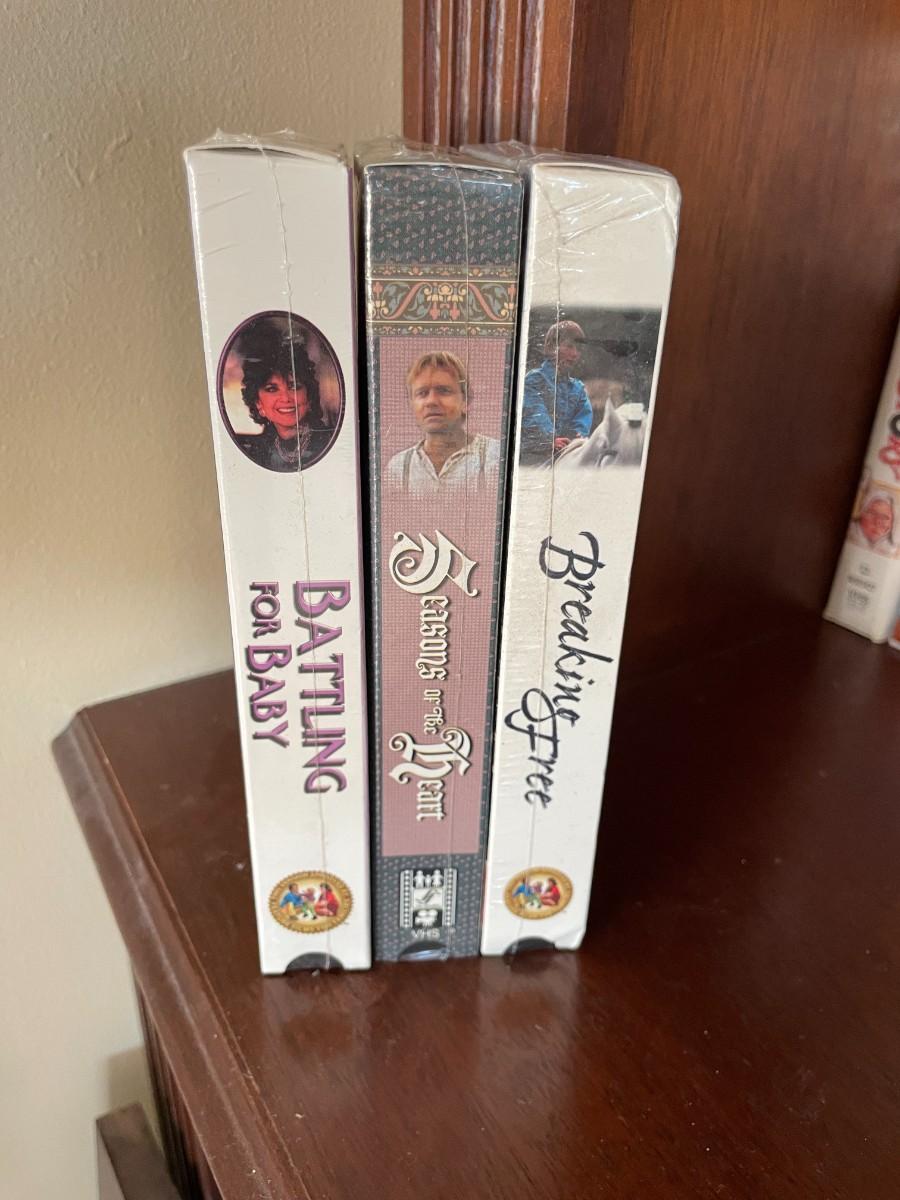 BATTLING
FOR BABY
Seasons of the Heart
VHS
Breaking Free